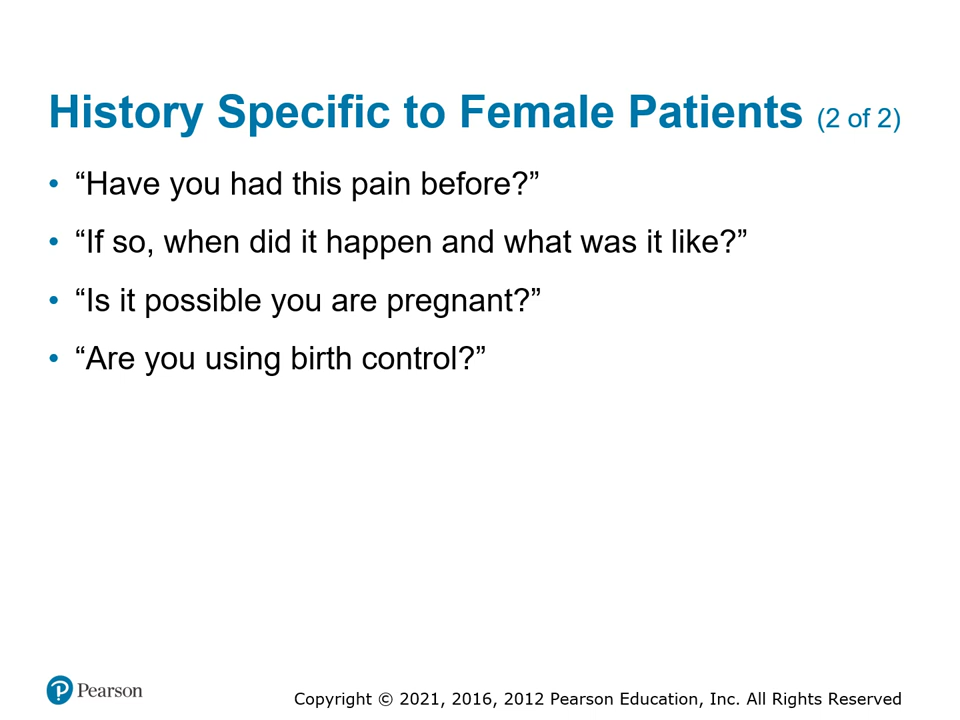 History Specific to Female Patients (2 of 2)
• “Have you had this pain before?”
• “If so, when did it happen and what was it like?”
• “Is it possible you are pregnant?”
• “Are you using birth control?”
Pearson
Copyright © 2021, 2016, 2012 Pearson Education, Inc. All Rights Reserved